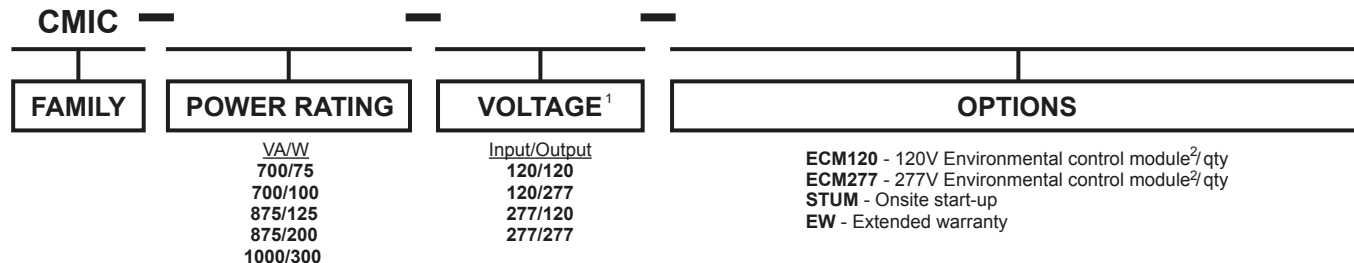 CMIC – – –
FAMILY
POWER RATING
VOLTAGE 1
OPTIONS
VA/W
700/75
700/100
875/125
875/200
1000/300
Input/Output
120/120
120/277
277/120
277/277
ECM120 - 120V Environmental control module2/ qty
ECM277 - 277V Environmental control module2/ qty
STUM - Onsite start-up
EW - Extended warranty